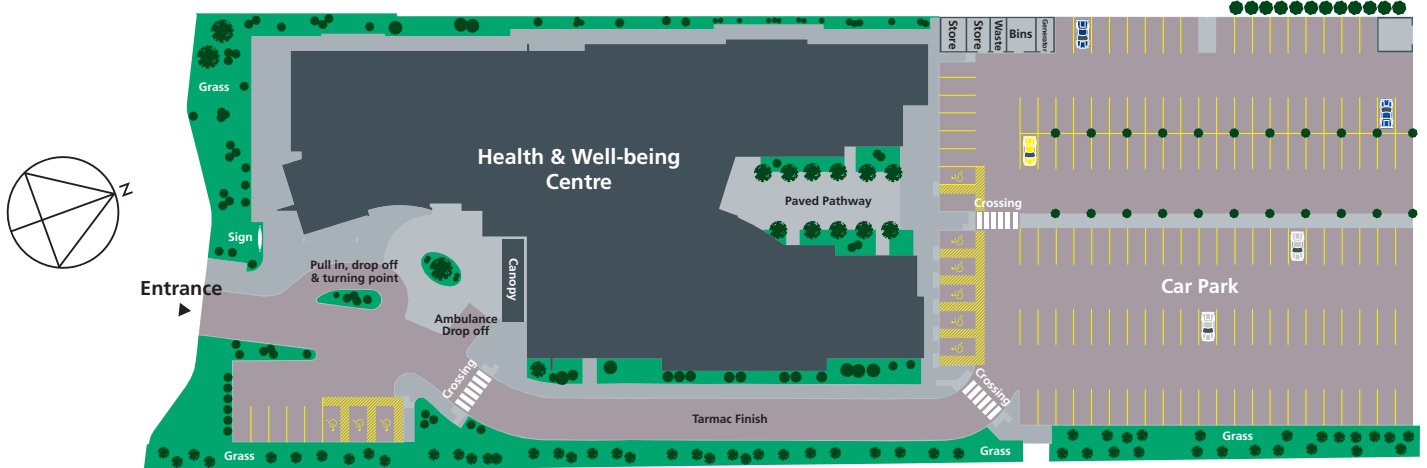 Store
Store
Waste
Bins
Generator
Grass
Health & Well-being
Centre
N
Paved Pathway
Crossing
Sign
Pull in, drop off
& turning point
Canopy
Entrance
Car Park
Ambulance
Drop off
Crossing
Crossing
Tarmac Finish
Grass
Grass
Grass